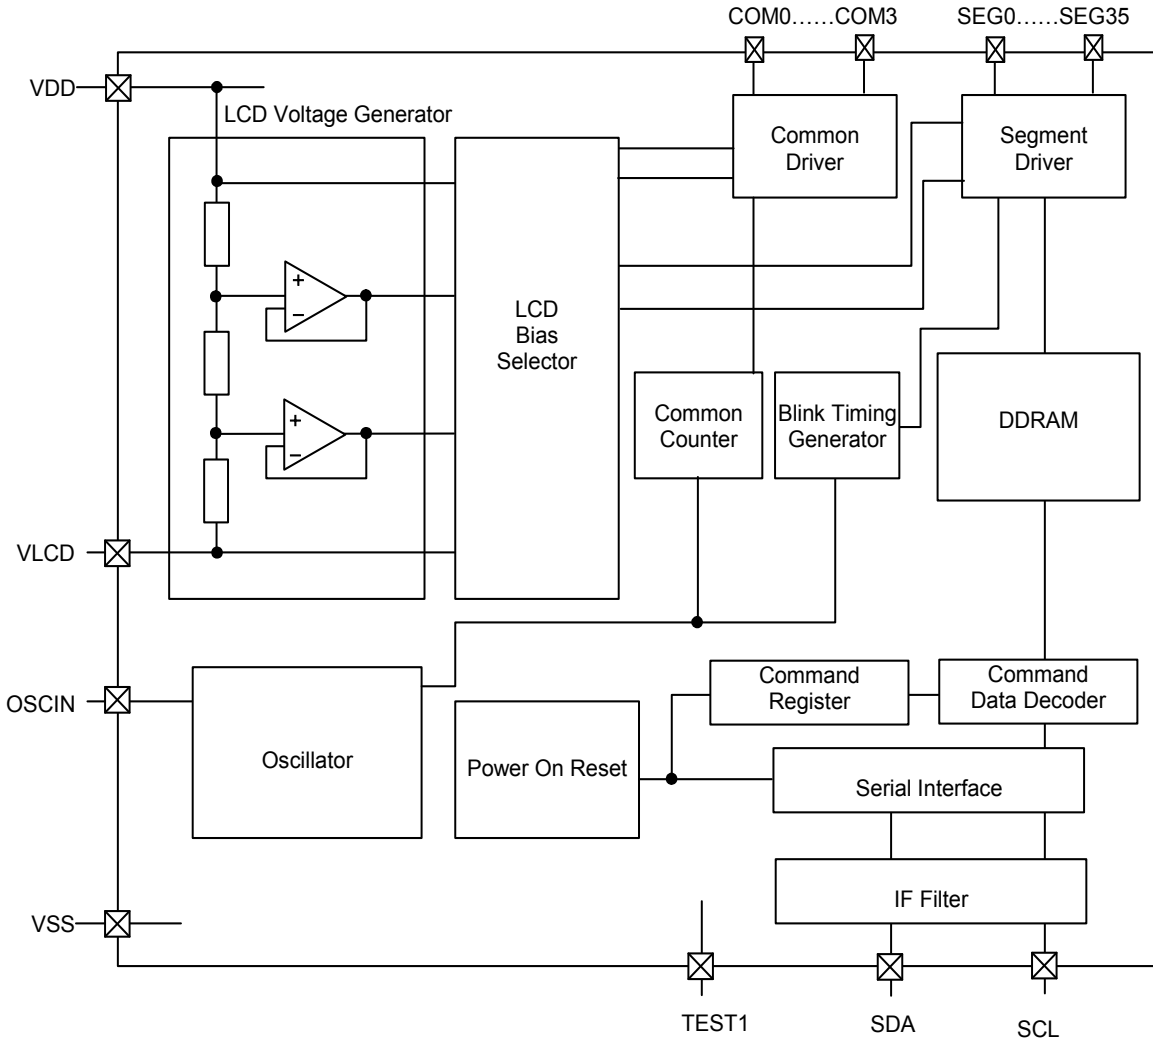 COM0......COM3
SEG0......SEG35
VDD
LCD Voltage Generator
Common
Driver
Segment
Driver
+
−
LCD
Bias
Selector
Common
Counter
Blink Timing
Generator
DDRAM
+
−
VLCD
OSCIN
Oscillator
Power On Reset
Command
Register
Command
Data Decoder
Serial Interface
IF Filter
VSS
TEST1
SDA
SCL